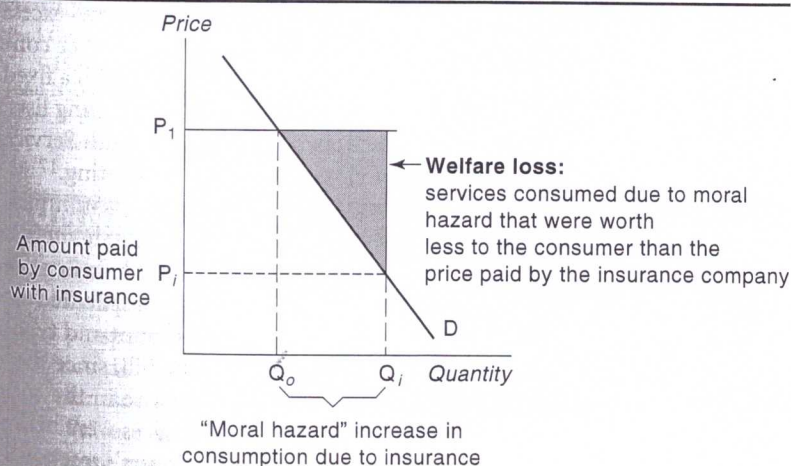 Price
P1
Welfare loss:
services consumed due to moral
hazard that were worth
less to the consumer than the
price paid by the insurance company
Amount paid
by consumer
with insurance
Pi
D
Qo
Qi
Quantity
"Moral hazard" increase in
consumption due to insurance